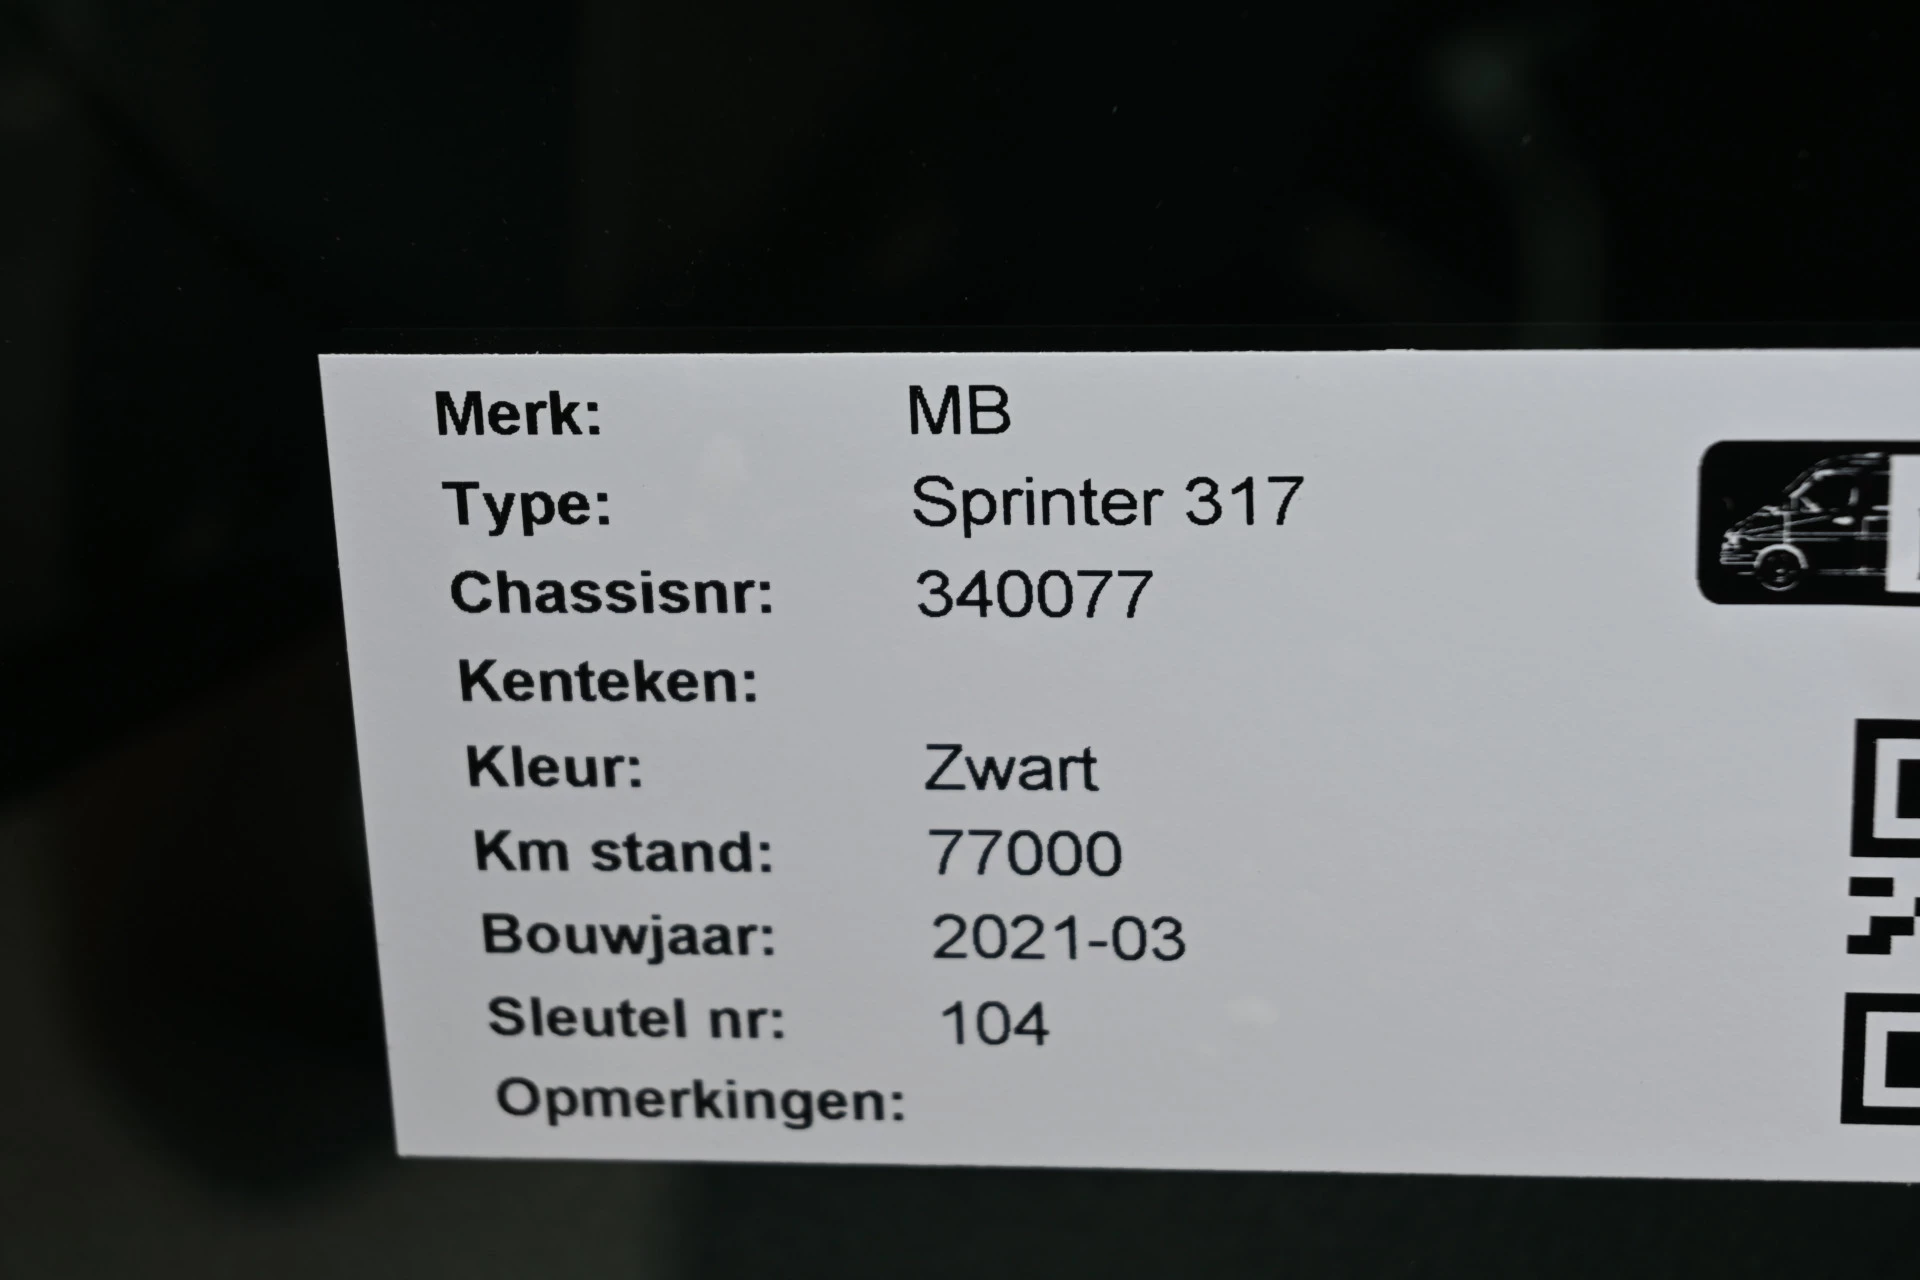 Merk: MB
Type: Sprinter 317
Chassisnr: 340077
Kenteken:
Kleur: Zwart
Km stand: 77000
Bouwjaar: 2021-03
Sleutel nr: 104
Opmerkingen: